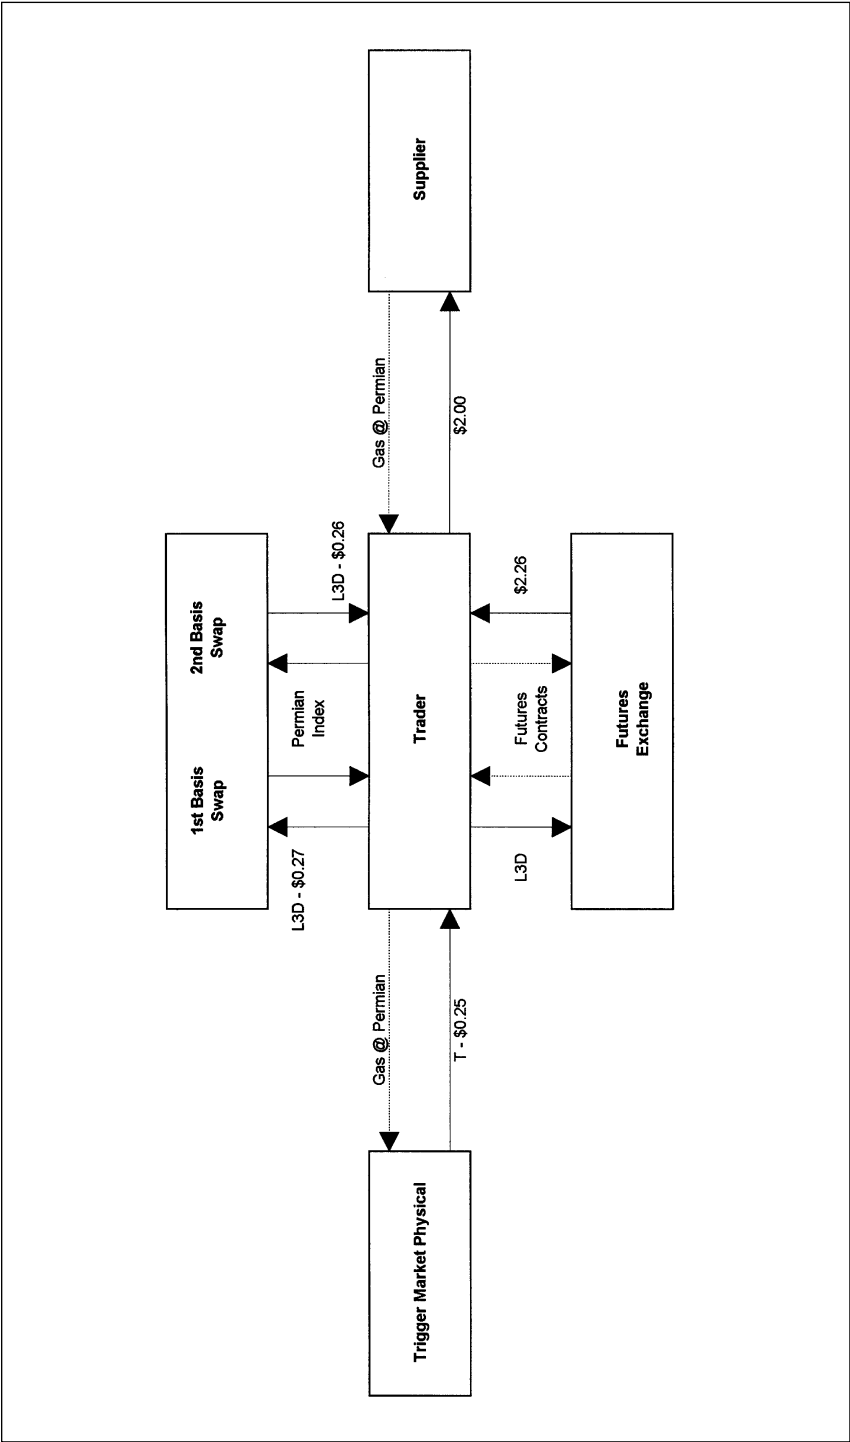 1st Basis
Swap
2nd Basis
Swap
L3D - $0.27
Permian
Index
L3D - $0.26
Trigger Market Physical
Gas @ Permian
T - $0.25
Trader
Gas @ Permian
$2.00
Supplier
L3D
Futures
Contracts
$2.26
Futures
Exchange